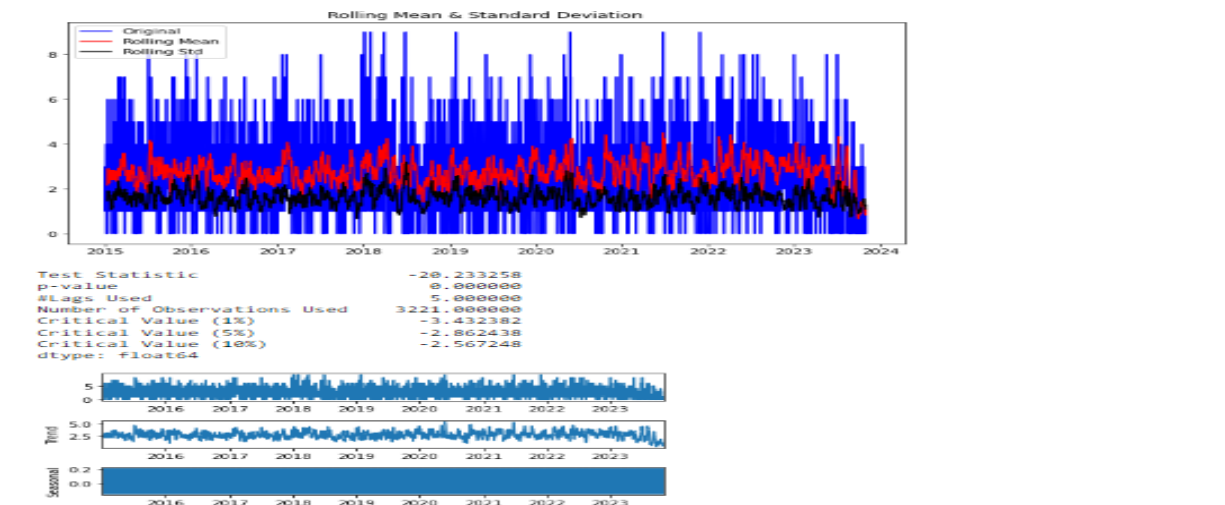 Rolling Mean & Standard Deviation
Original
Rolling Mean
Rolling Std
8
6
4
2
0
2015 2016 2017 2018 2019 2020 2021 2022 2023 2024
Test Statistic -20.233258
p-value 0.000000
#Lags Used 5.000000
Number of Observations Used 3221.000000
Critical Value (1%) -3.432382
Critical Value (5%) -2.862438
Critical Value (10%) -2.567248
dtype: float64
5
0
2016 2017 2018 2019 2020 2021 2022 2023
Trend
5.0
2.5
2016 2017 2018 2019 2020 2021 2022 2023
Seasonal
0.2
0.0
2016 2017 2018 2019 2020 2021 2022 2023